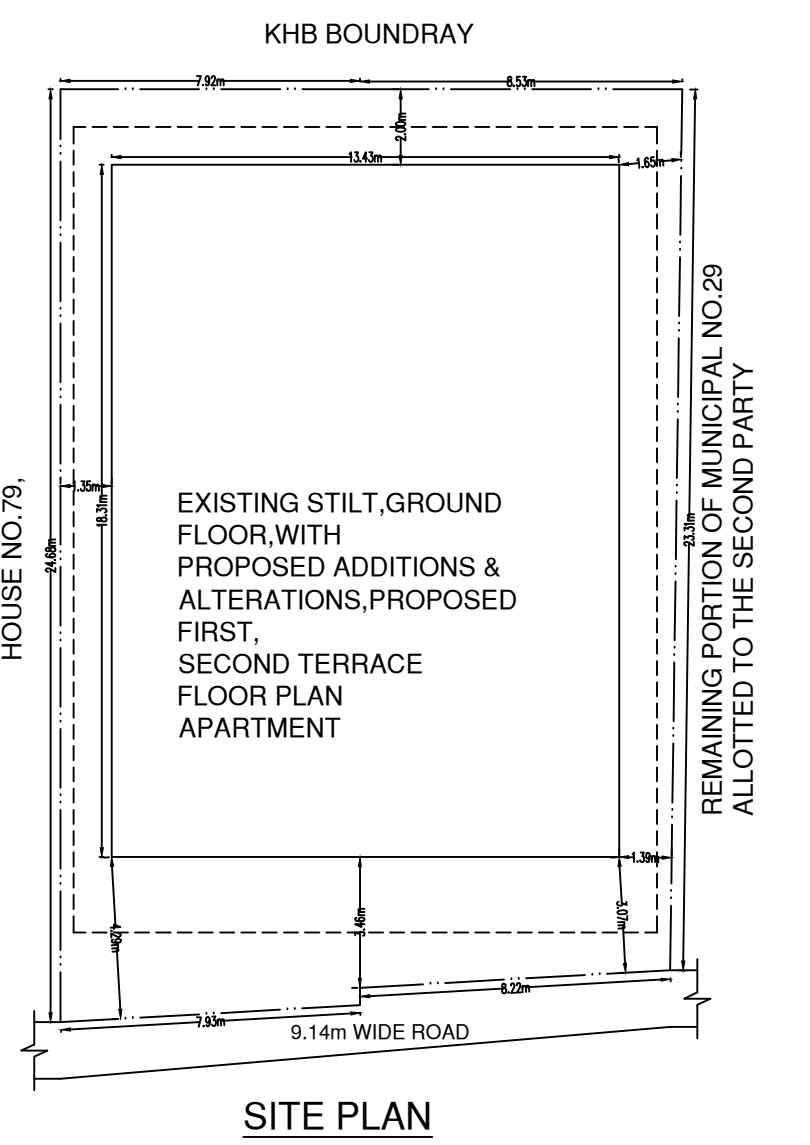 KHB BOUNDRAY
7.92m
8.53m
2.00m
13.43m
1.65m
HOUSE NO.79,
24.68m
1.35m
18.31m
EXISTING STILT,GROUND
FLOOR,WITH
PROPOSED ADDITIONS &
ALTERATIONS,PROPOSED
FIRST,
SECOND TERRACE
FLOOR PLAN
APARTMENT
23.31m
REMAINING PORTION OF MUNICIPAL NO.29
ALLOTTED TO THE SECOND PARTY
1.39m
4.29m
3.46m
3.07m
8.22m
7.93m
9.14m WIDE ROAD
SITE PLAN